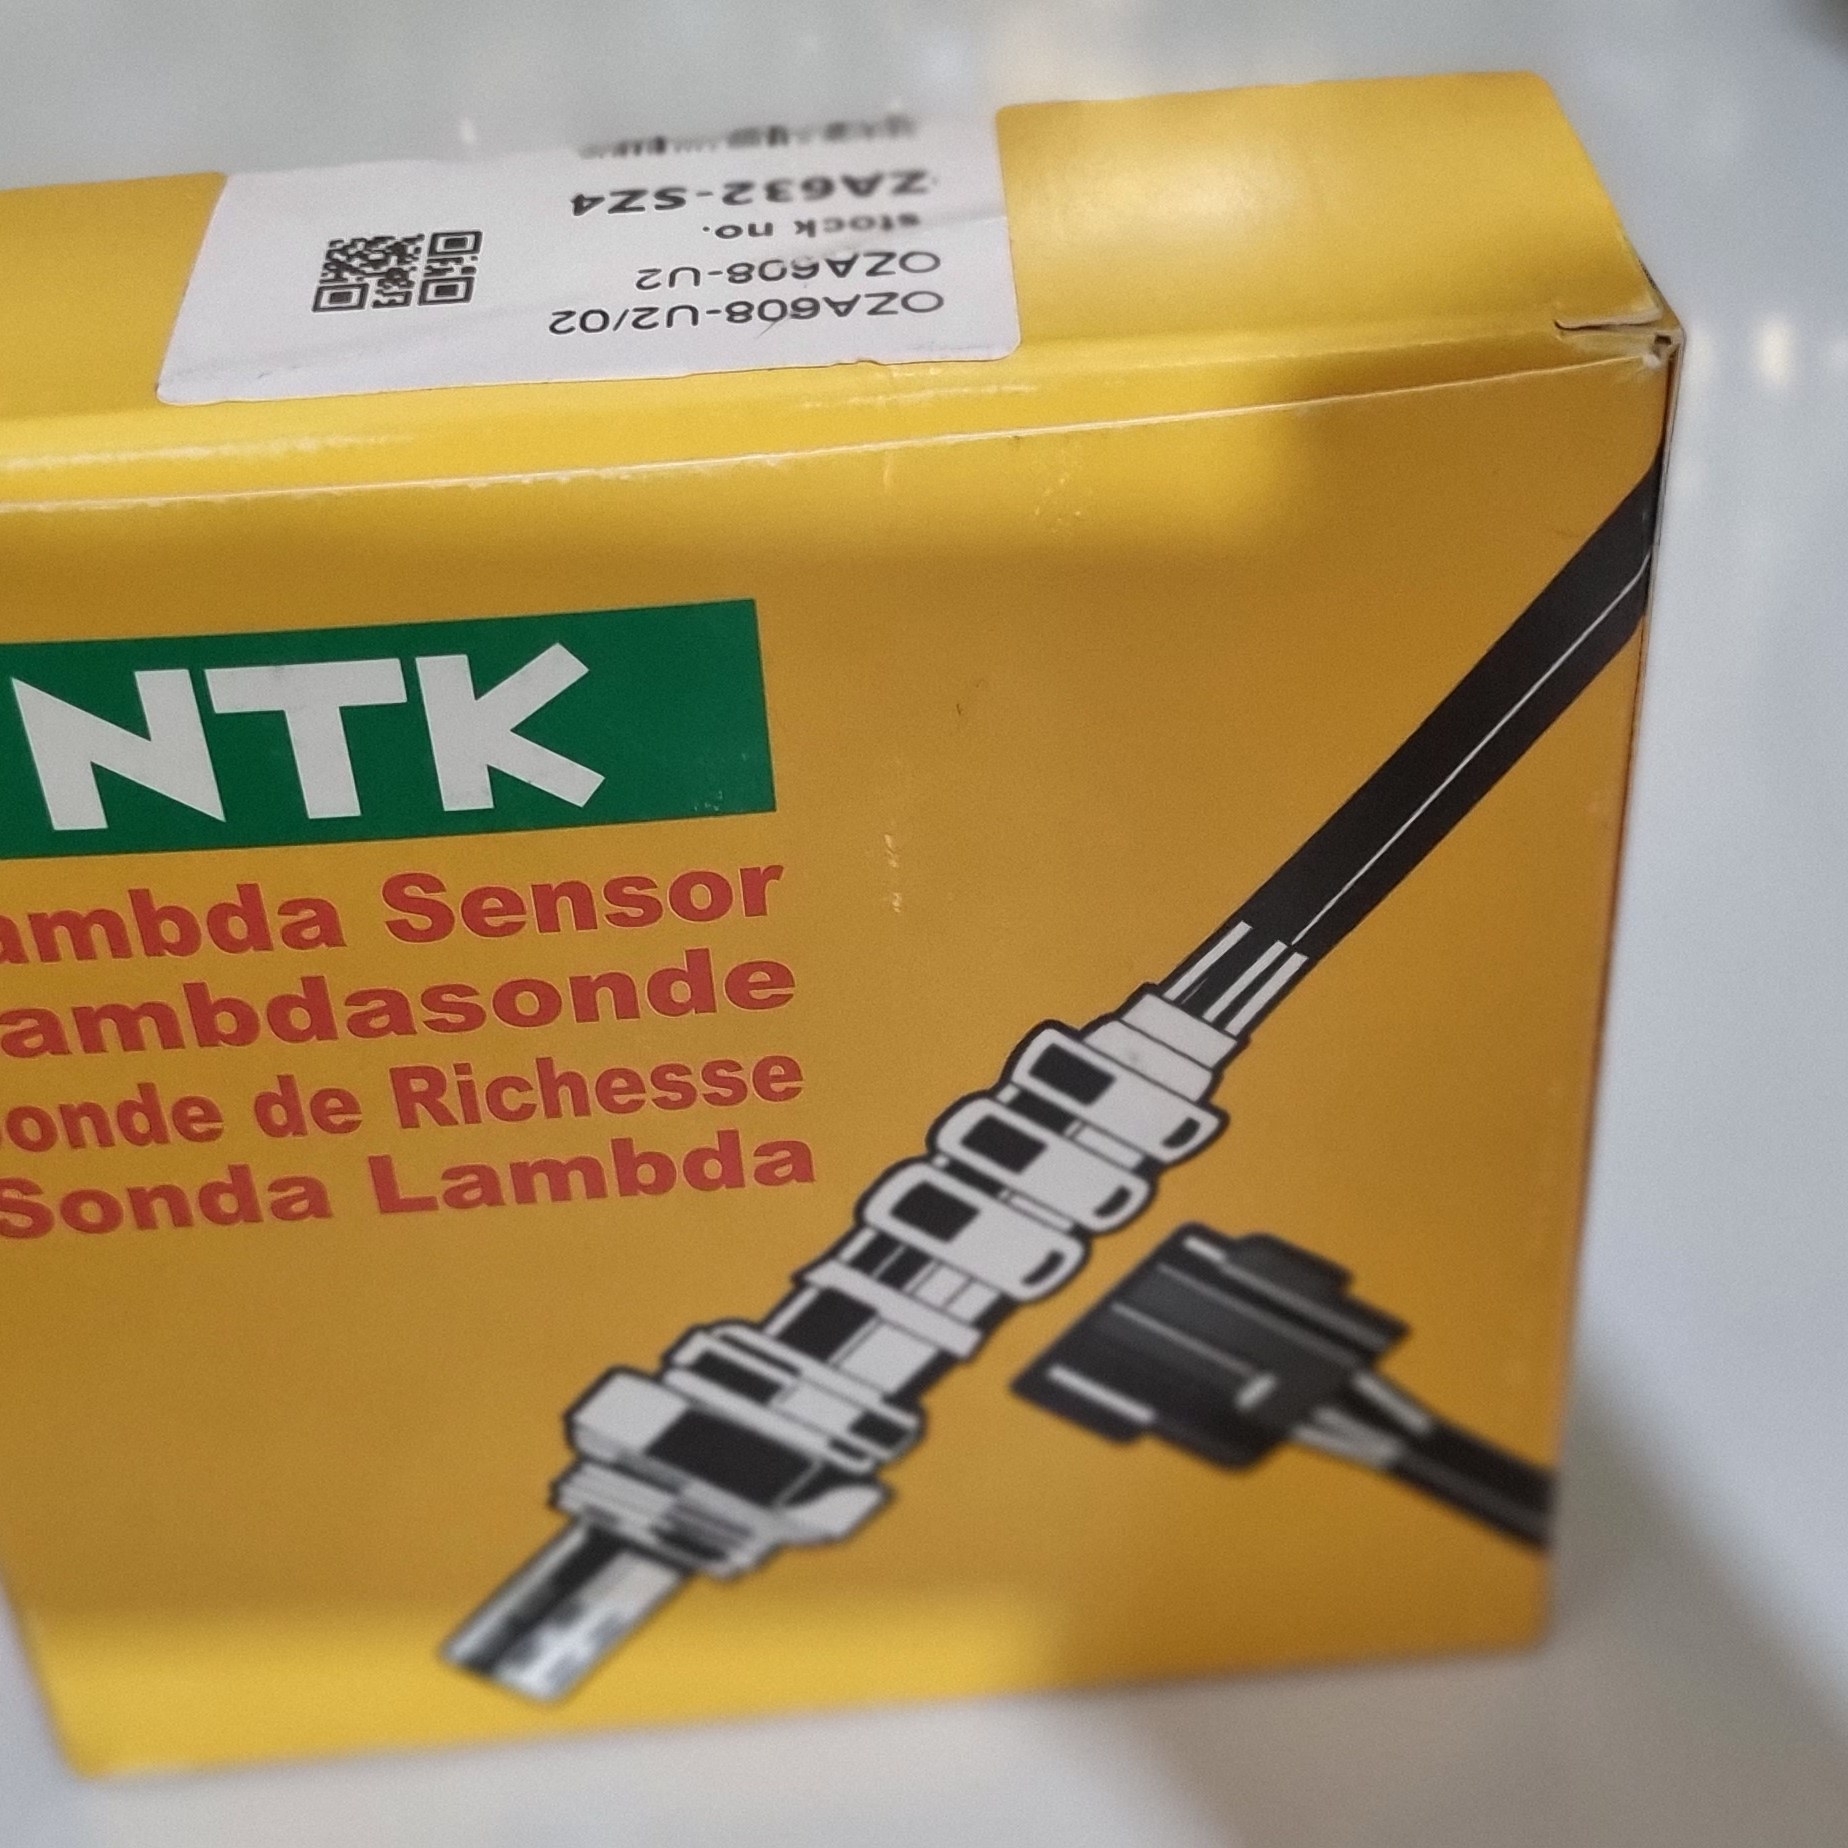 OZA608-U2/02
OZA608-U2
stock no.
ZA632-SZ4
NTK
ambda Sensor
ambdasonde
onde de Richesse
Sonda Lambda